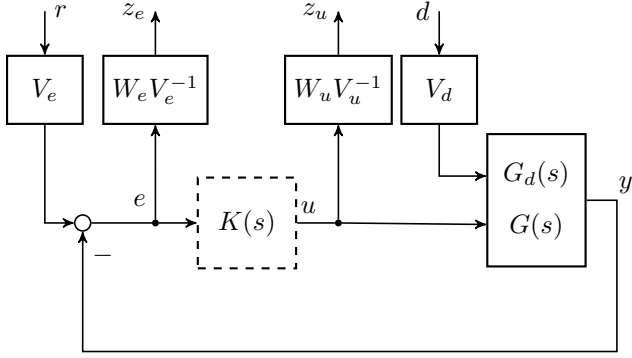 r
z_e
z_u
d
V_e
W_e V_e^{-1}
W_u V_u^{-1}
V_d
G_d(s)
y
e
K(s)
u
G(s)
−